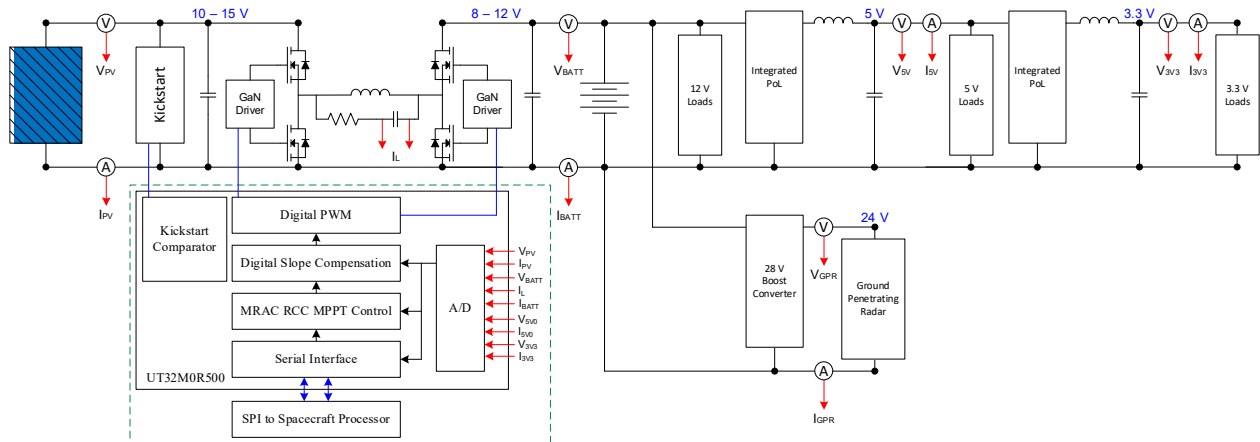 10 – 15 V
8 – 12 V
5 V
3.3 V
V
V
V
A
V
A
VPV
Kickstart
GaN
Driver
GaN
Driver
VBATT
12 V
Loads
Integrated
PoL
V5V
I5V
5 V
Loads
Integrated
PoL
V3V3
I3V3
3.3 V
Loads
IL
A
A
IPV
IBATT
Kickstart
Comparator
Digital PWM
Digital Slope Compensation
MRAC RCC MPPT Control
Serial Interface
A/D
VPV
IPV
VBATT
IL
IBATT
V5V0
I5V0
V3V3
I3V3
UT32M0R500
SPI to Spacecraft Processor
24 V
V
VGPR
28 V
Boost
Converter
Ground
Penetrating
Radar
A
IGPR